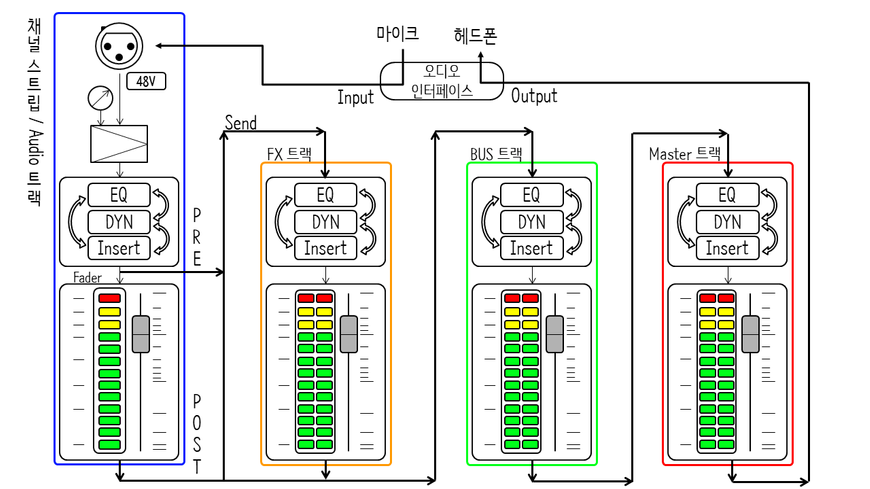 채널 스트립 / Audio 트랙
마이크
헤드폰
오디오
인터페이스
Input
Output
48V
Send
FX 트랙
BUS 트랙
Master 트랙
EQ
DYN
Insert
EQ
DYN
Insert
EQ
DYN
Insert
EQ
DYN
Insert
PRE
Fader
POST